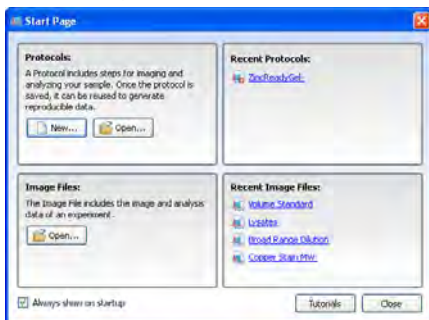 Start Page
Protocols:
A Protocol includes steps for imaging and
analyzing your sample. Once the protocol is
saved, it can be reused to generate
reproducible data.
New... Open...
Recent Protocols:
ZincReadyGel
Image Files:
The Image File includes the image and analysis
data of an experiment.
Open...
Recent Image Files:
Volume Standard
Lysates
Broad Range Dilution
Copper Stain MW
Always show on startup
Tutorials Close